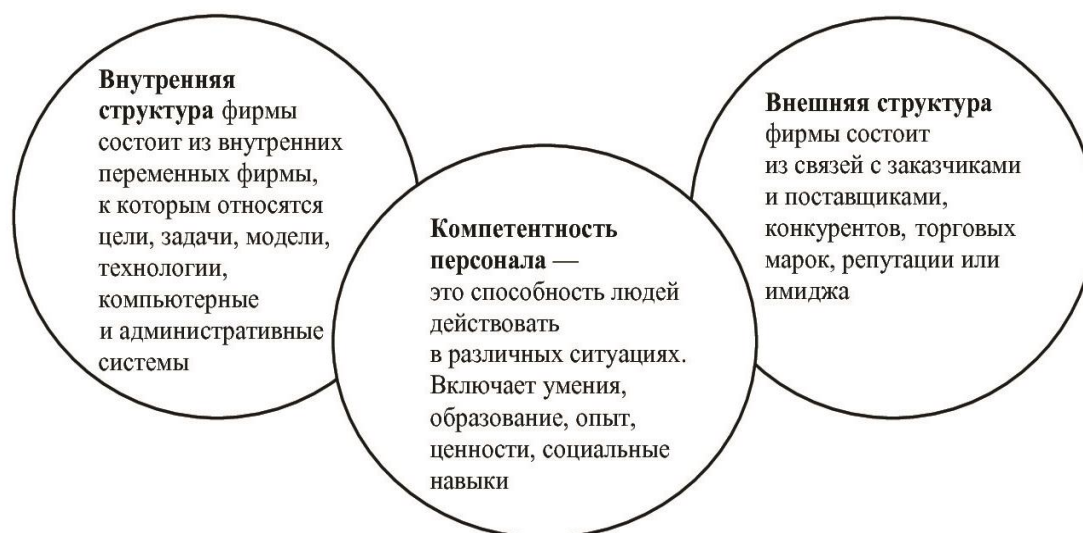 Внутренняя
структура фирмы
состоит из внутренних
переменных фирмы,
к которым относятся
цели, задачи, модели,
технологии,
компьютерные
и административные
системы
Компетентность
персонала —
это способность людей
действовать
в различных ситуациях.
Включает умения,
образование, опыт,
ценности, социальные
навыки
Внешняя структура
фирмы состоит
из связей с заказчиками
и поставщиками,
конкурентов, торговых
марок, репутации или
имиджа